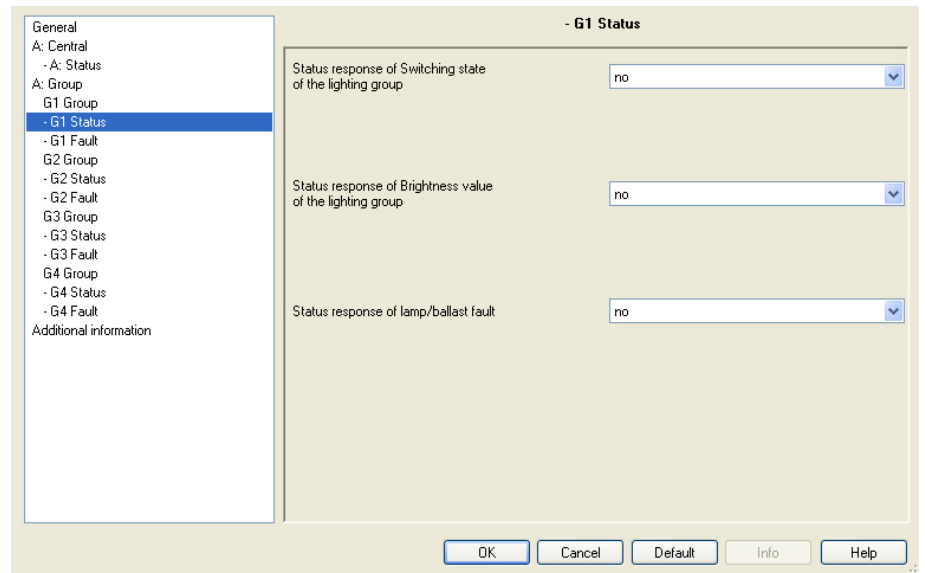 General
A: Central
- A: Status
A: Group
G1 Group
- G1 Status
- G1 Fault
G2 Group
- G2 Status
- G2 Fault
G3 Group
- G3 Status
- G3 Fault
G4 Group
- G4 Status
- G4 Fault
Additional information
- G1 Status
Status response of Switching state
of the lighting group
no
Status response of Brightness value
of the lighting group
no
Status response of lamp/ballast fault
no
OK
Cancel
Default
Info
Help